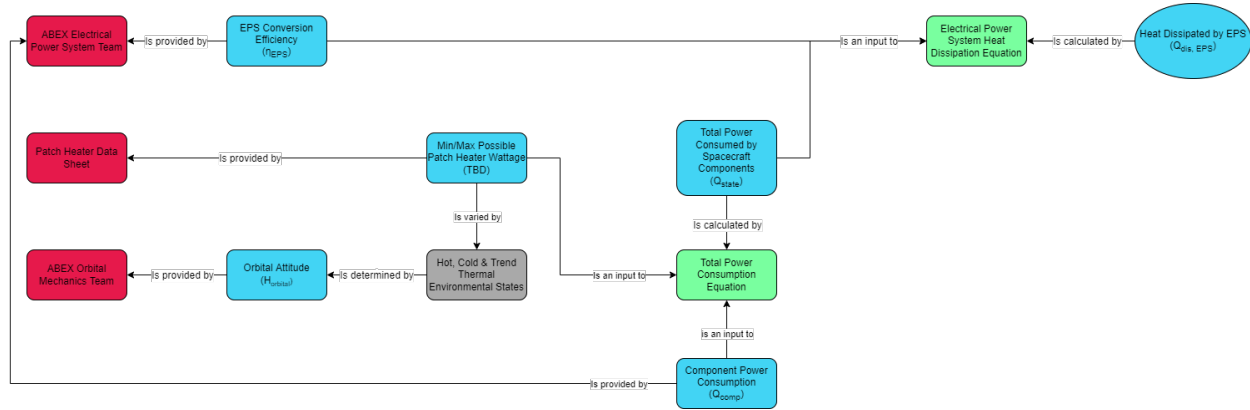 ABEX Electrical
Power System Team
Is provided by
EPS Conversion
Efficiency
(ηEPS)
Is an input to
Electrical Power
System Heat
Dissipation Equation
Is calculated by
Heat Dissipated by EPS
(Qdis, EPS)
Patch Heater Data
Sheet
Is provided by
Min/Max Possible
Patch Heater Wattage
(TBD)
Total Power
Consumed by
Spacecraft
Components
(Qstate)
Is varied by
Is calculated by
ABEX Orbital
Mechanics Team
Is provided by
Orbital Attitude
(Horbital)
Is determined by
Hot, Cold & Trend
Thermal
Environmental States
Is an input to
Total Power
Consumption
Equation
is an input to
Is provided by
Component Power
Consumption
(Qcomp)